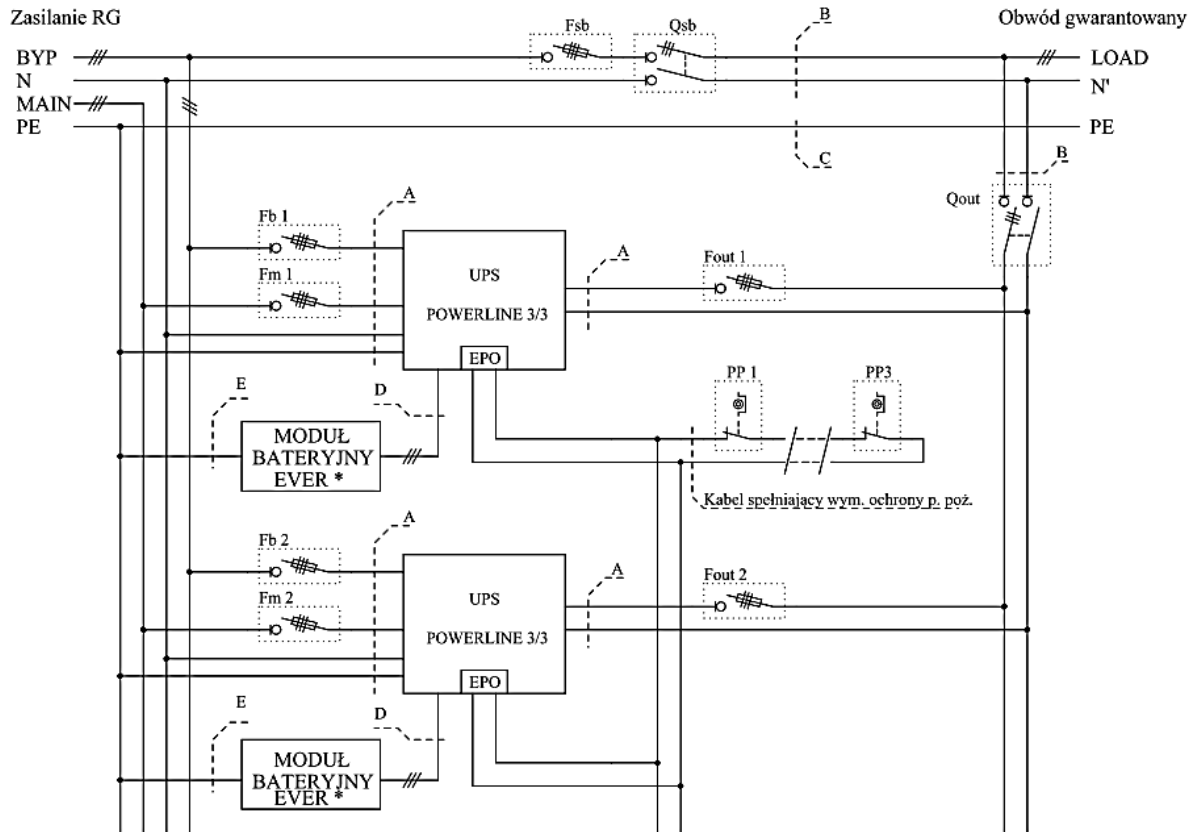 Zasilanie RG
Obwód gwarantowany
Fsb
Qsb
B
BYP
LOAD
N
N'
MAIN
PE
PE
C
B
Qout
A
Fb 1
UPS
POWERLINE 3/3
A
Fout 1
Fm 1
EPO
PP 1
PP3
E
D
MODUŁ
BATERYJNY
EVER *
Kabel spełniający wym. ochrony p. poż.
A
Fb 2
UPS
POWERLINE 3/3
A
Fout 2
Fm 2
EPO
E
D
MODUŁ
BATERYJNY
EVER *